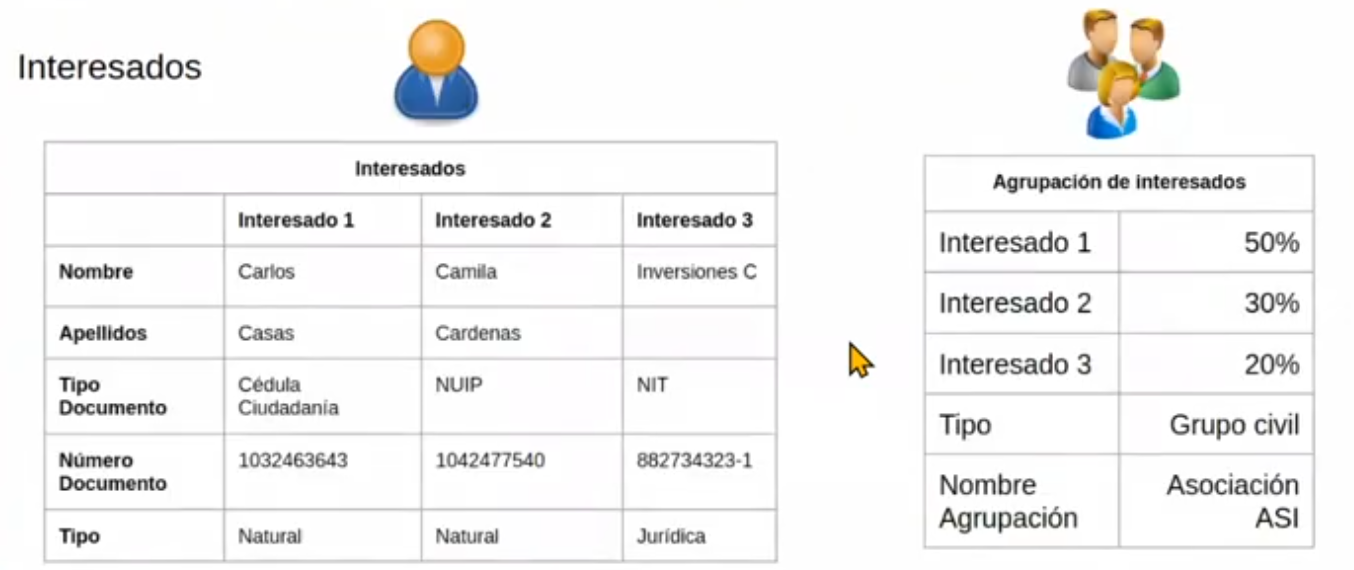 Interesados
Interesados
Interesado 1 Interesado 2 Interesado 3
Nombre Carlos Camila Inversiones C
Apellidos Casas Cardenas
Tipo Cédula NUIP NIT
Documento Ciudadanía
Número 1032463643 1042477540 882734323-1
Documento
Tipo Natural Natural Jurídica
Agrupación de interesados
Interesado 1 50%
Interesado 2 30%
Interesado 3 20%
Tipo Grupo civil
Nombre Asociación
Agrupación ASI